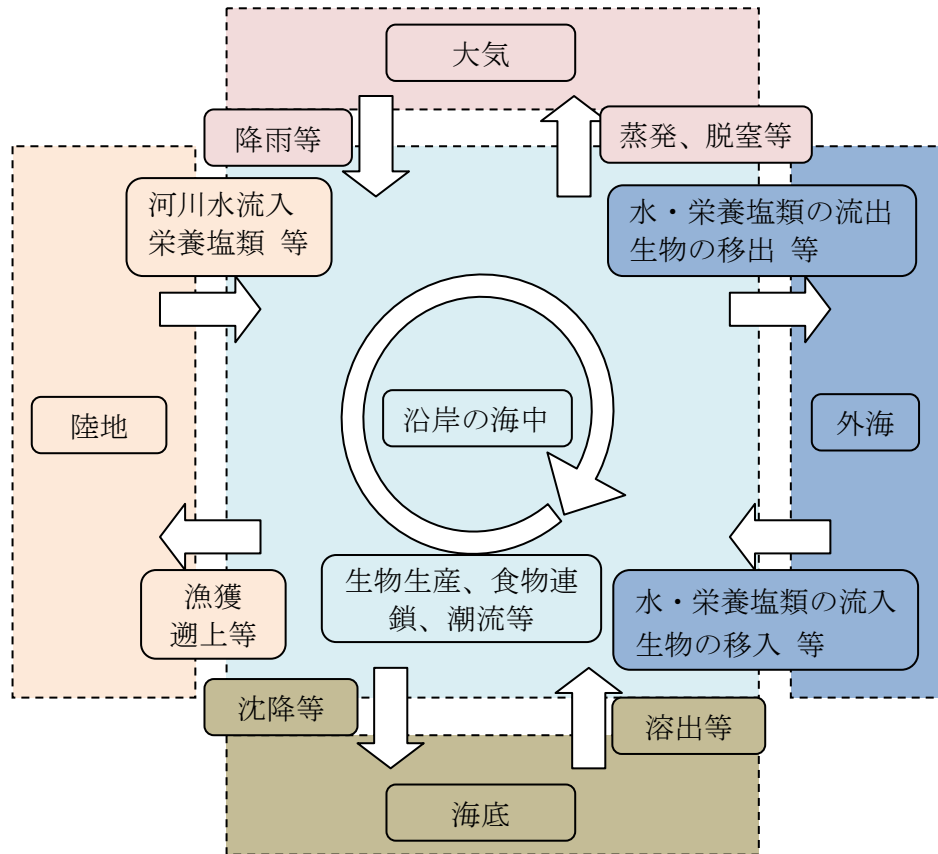 大気
降雨等
蒸発、脱窒等
河川水流入
栄養塩類 等
水・栄養塩類の流出
生物の移出 等
陸地
沿岸の海中
外海
漁獲
遡上等
生物生産、食物連
鎖、潮流等
水・栄養塩類の流入
生物の移入 等
沈降等
溶出等
海底